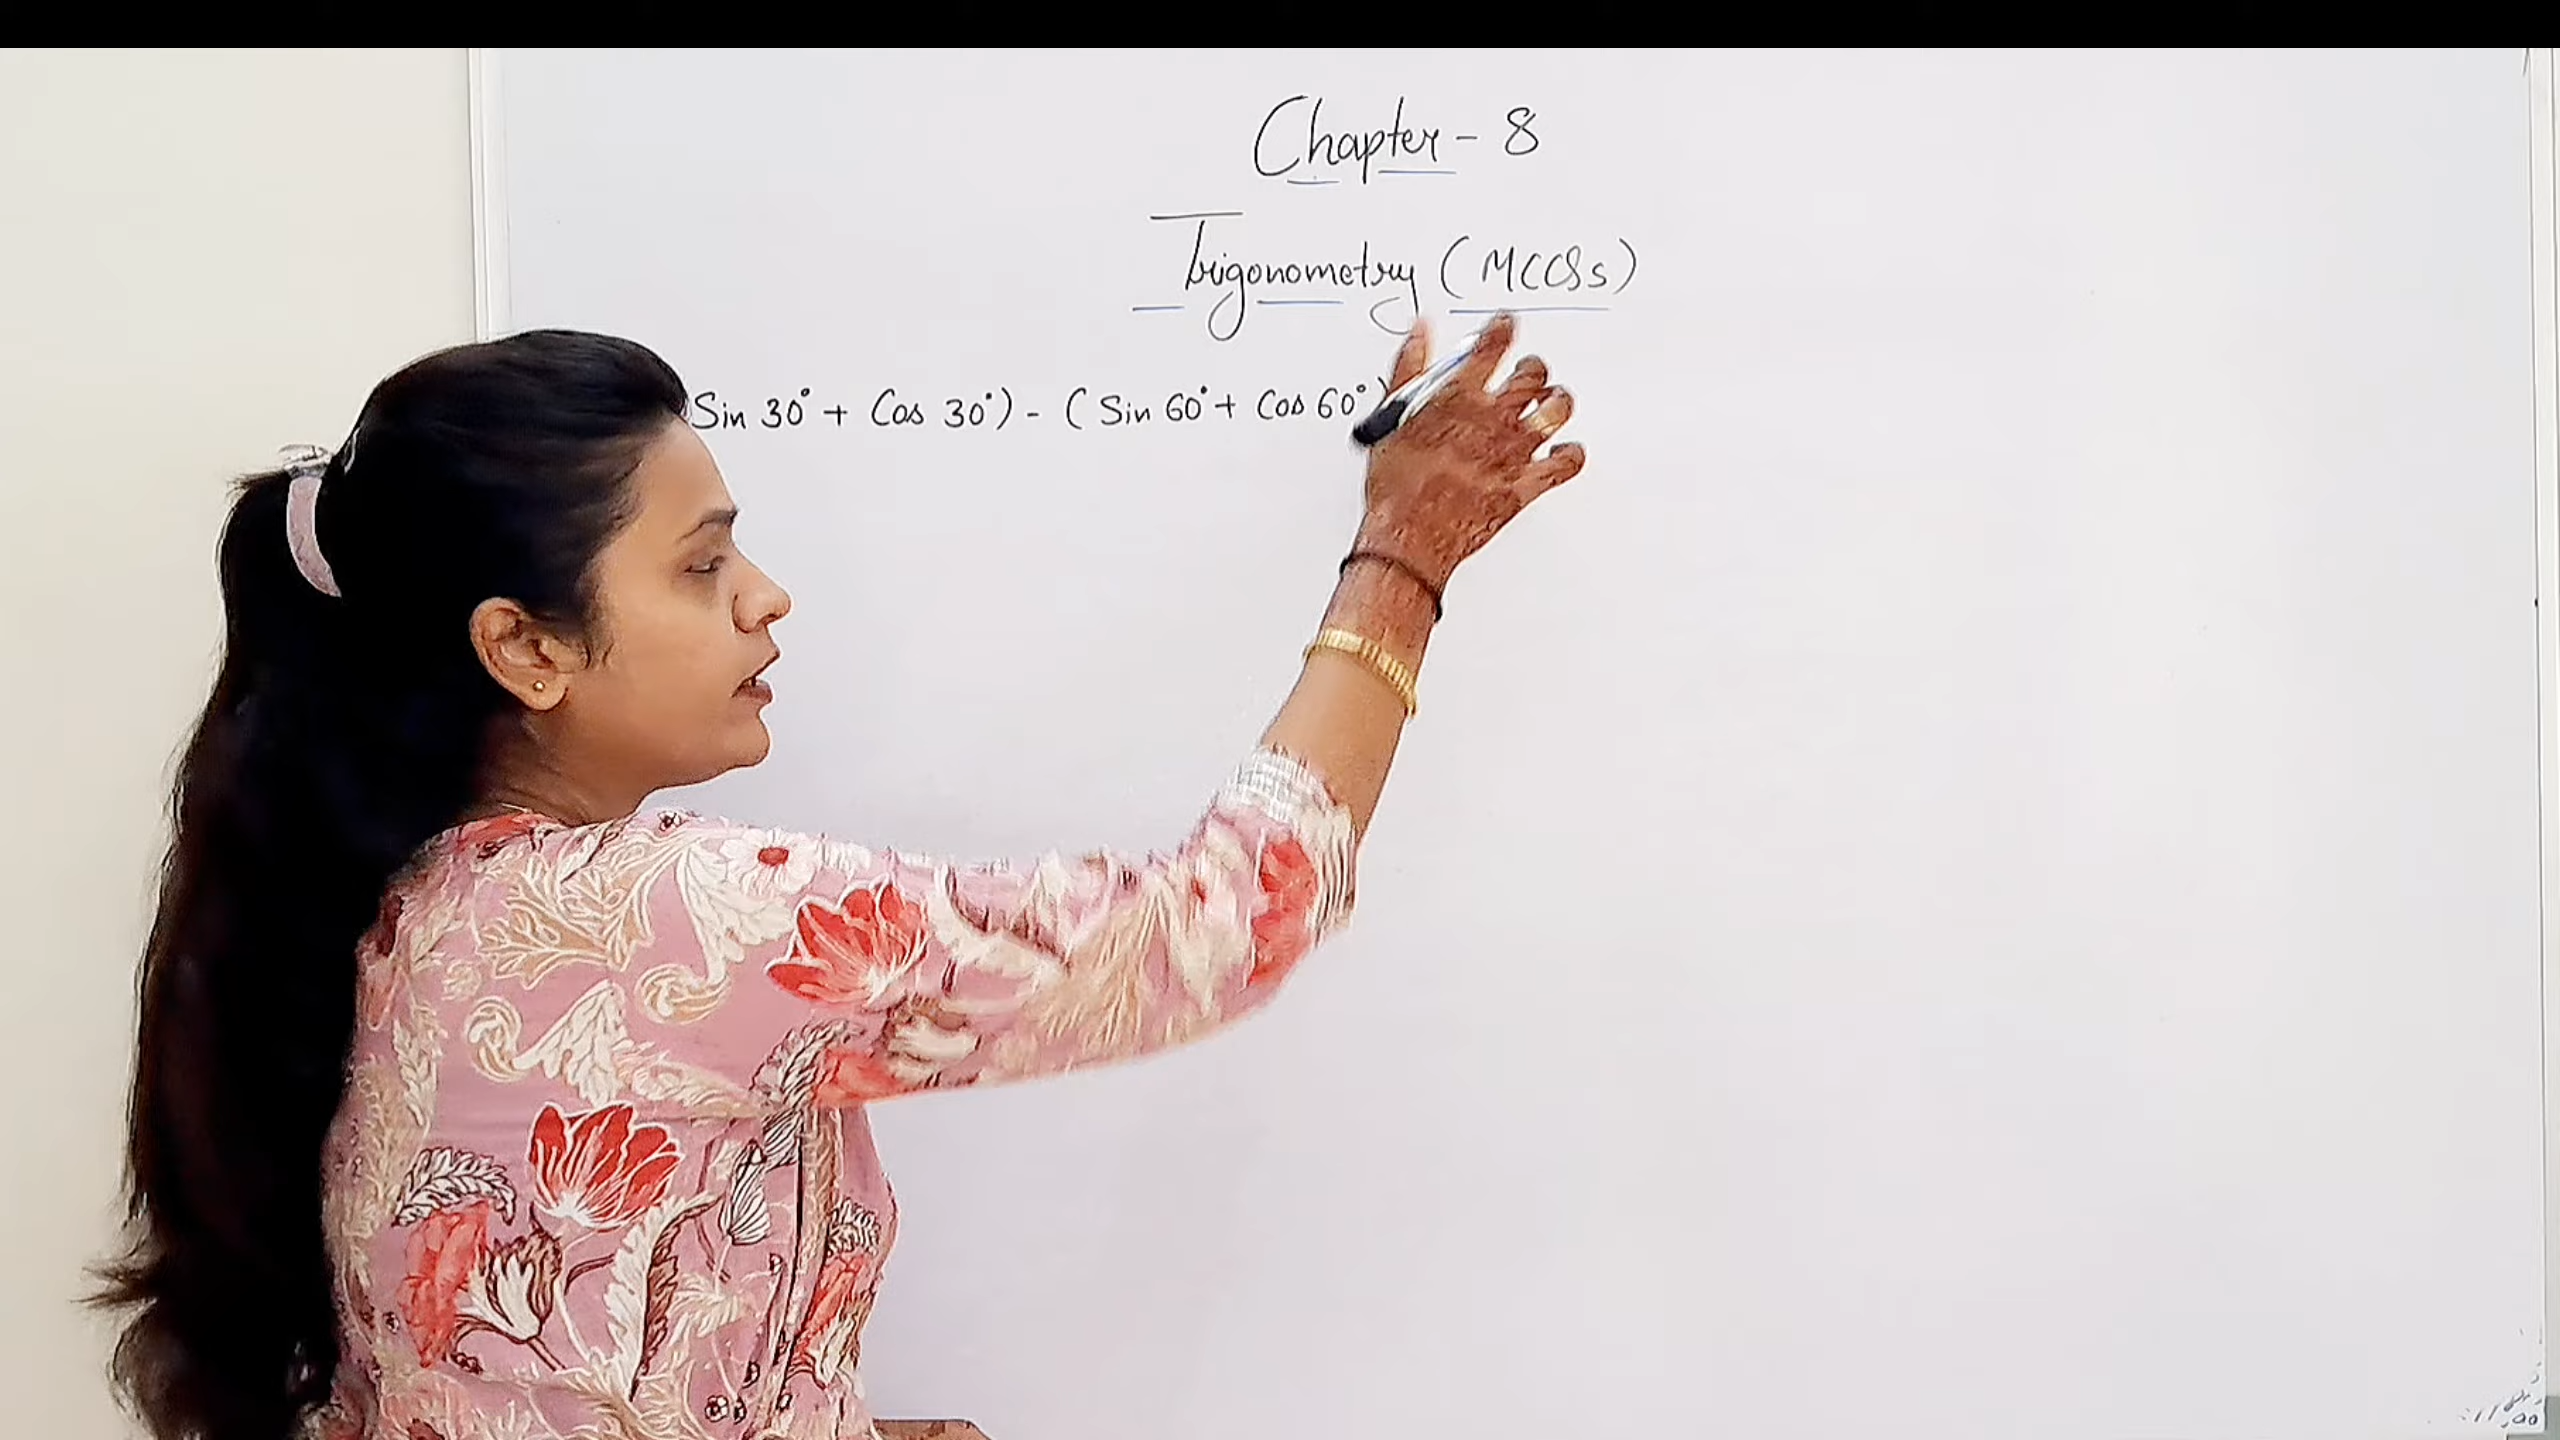 Chapter - 8
Trigonometry (MCQs)
Sin 30° + Cos 30°) - ( Sin 60° + Cos 60°)